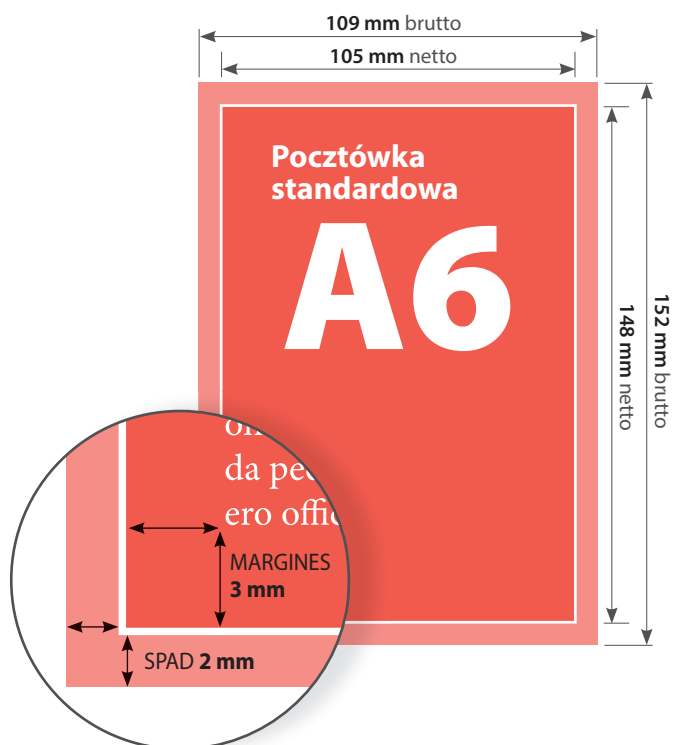 109 mm brutto
105 mm netto
Pocztówka
standardowa
A6
148 mm netto
152 mm brutto
da pe
ero offic
MARGINES
3 mm
SPAD 2 mm